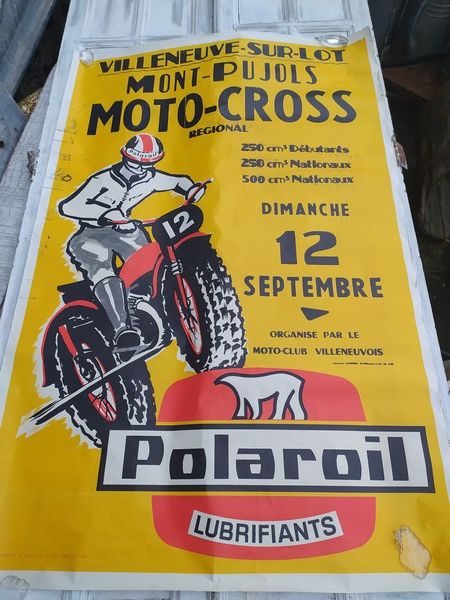 VILLENEUVE-SUR-LOT
MONT-PUJOLS
MOTO-CROSS
REGIONAL
250 cm³ Débutants
250 cm³ Nationaux
500 cm³ Nationaux
Polaroil
12
DIMANCHE
12
SEPTEMBRE
ORGANISE PAR LE
MOTO-CLUB VILLENEUVOIS
Polaroil
LUBRIFIANTS